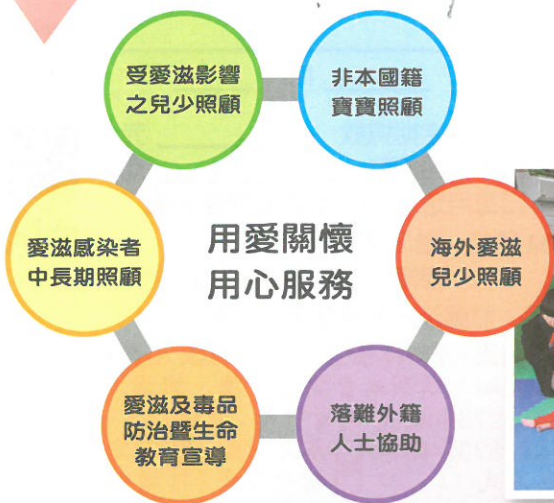 受愛滋影響
之兒少照顧
非本國籍
寶寶照顧
愛滋感染者
中長期照顧
用愛關懷
用心服務
海外愛滋
兒少照顧
愛滋及毒品
防治暨生命
教育宣導
落難外籍
人士協助